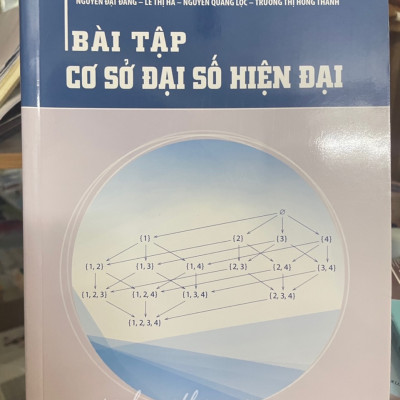 NGUYỄN ĐẠT ĐĂNG – LÊ THỊ HÀ – NGUYỄN QUANG LỘC – TRƯƠNG THỊ HỒNG THANH
BÀI TẬP
CƠ SỞ ĐẠI SỐ HIỆN ĐẠI
∅
{1} {2} {3} {4}
{1, 2} {1, 3} {1, 4} {2, 3} {2, 4} {3, 4}
{1, 2, 3} {1, 2, 4} {1, 3, 4} {2, 3, 4}
{1, 2, 3, 4}